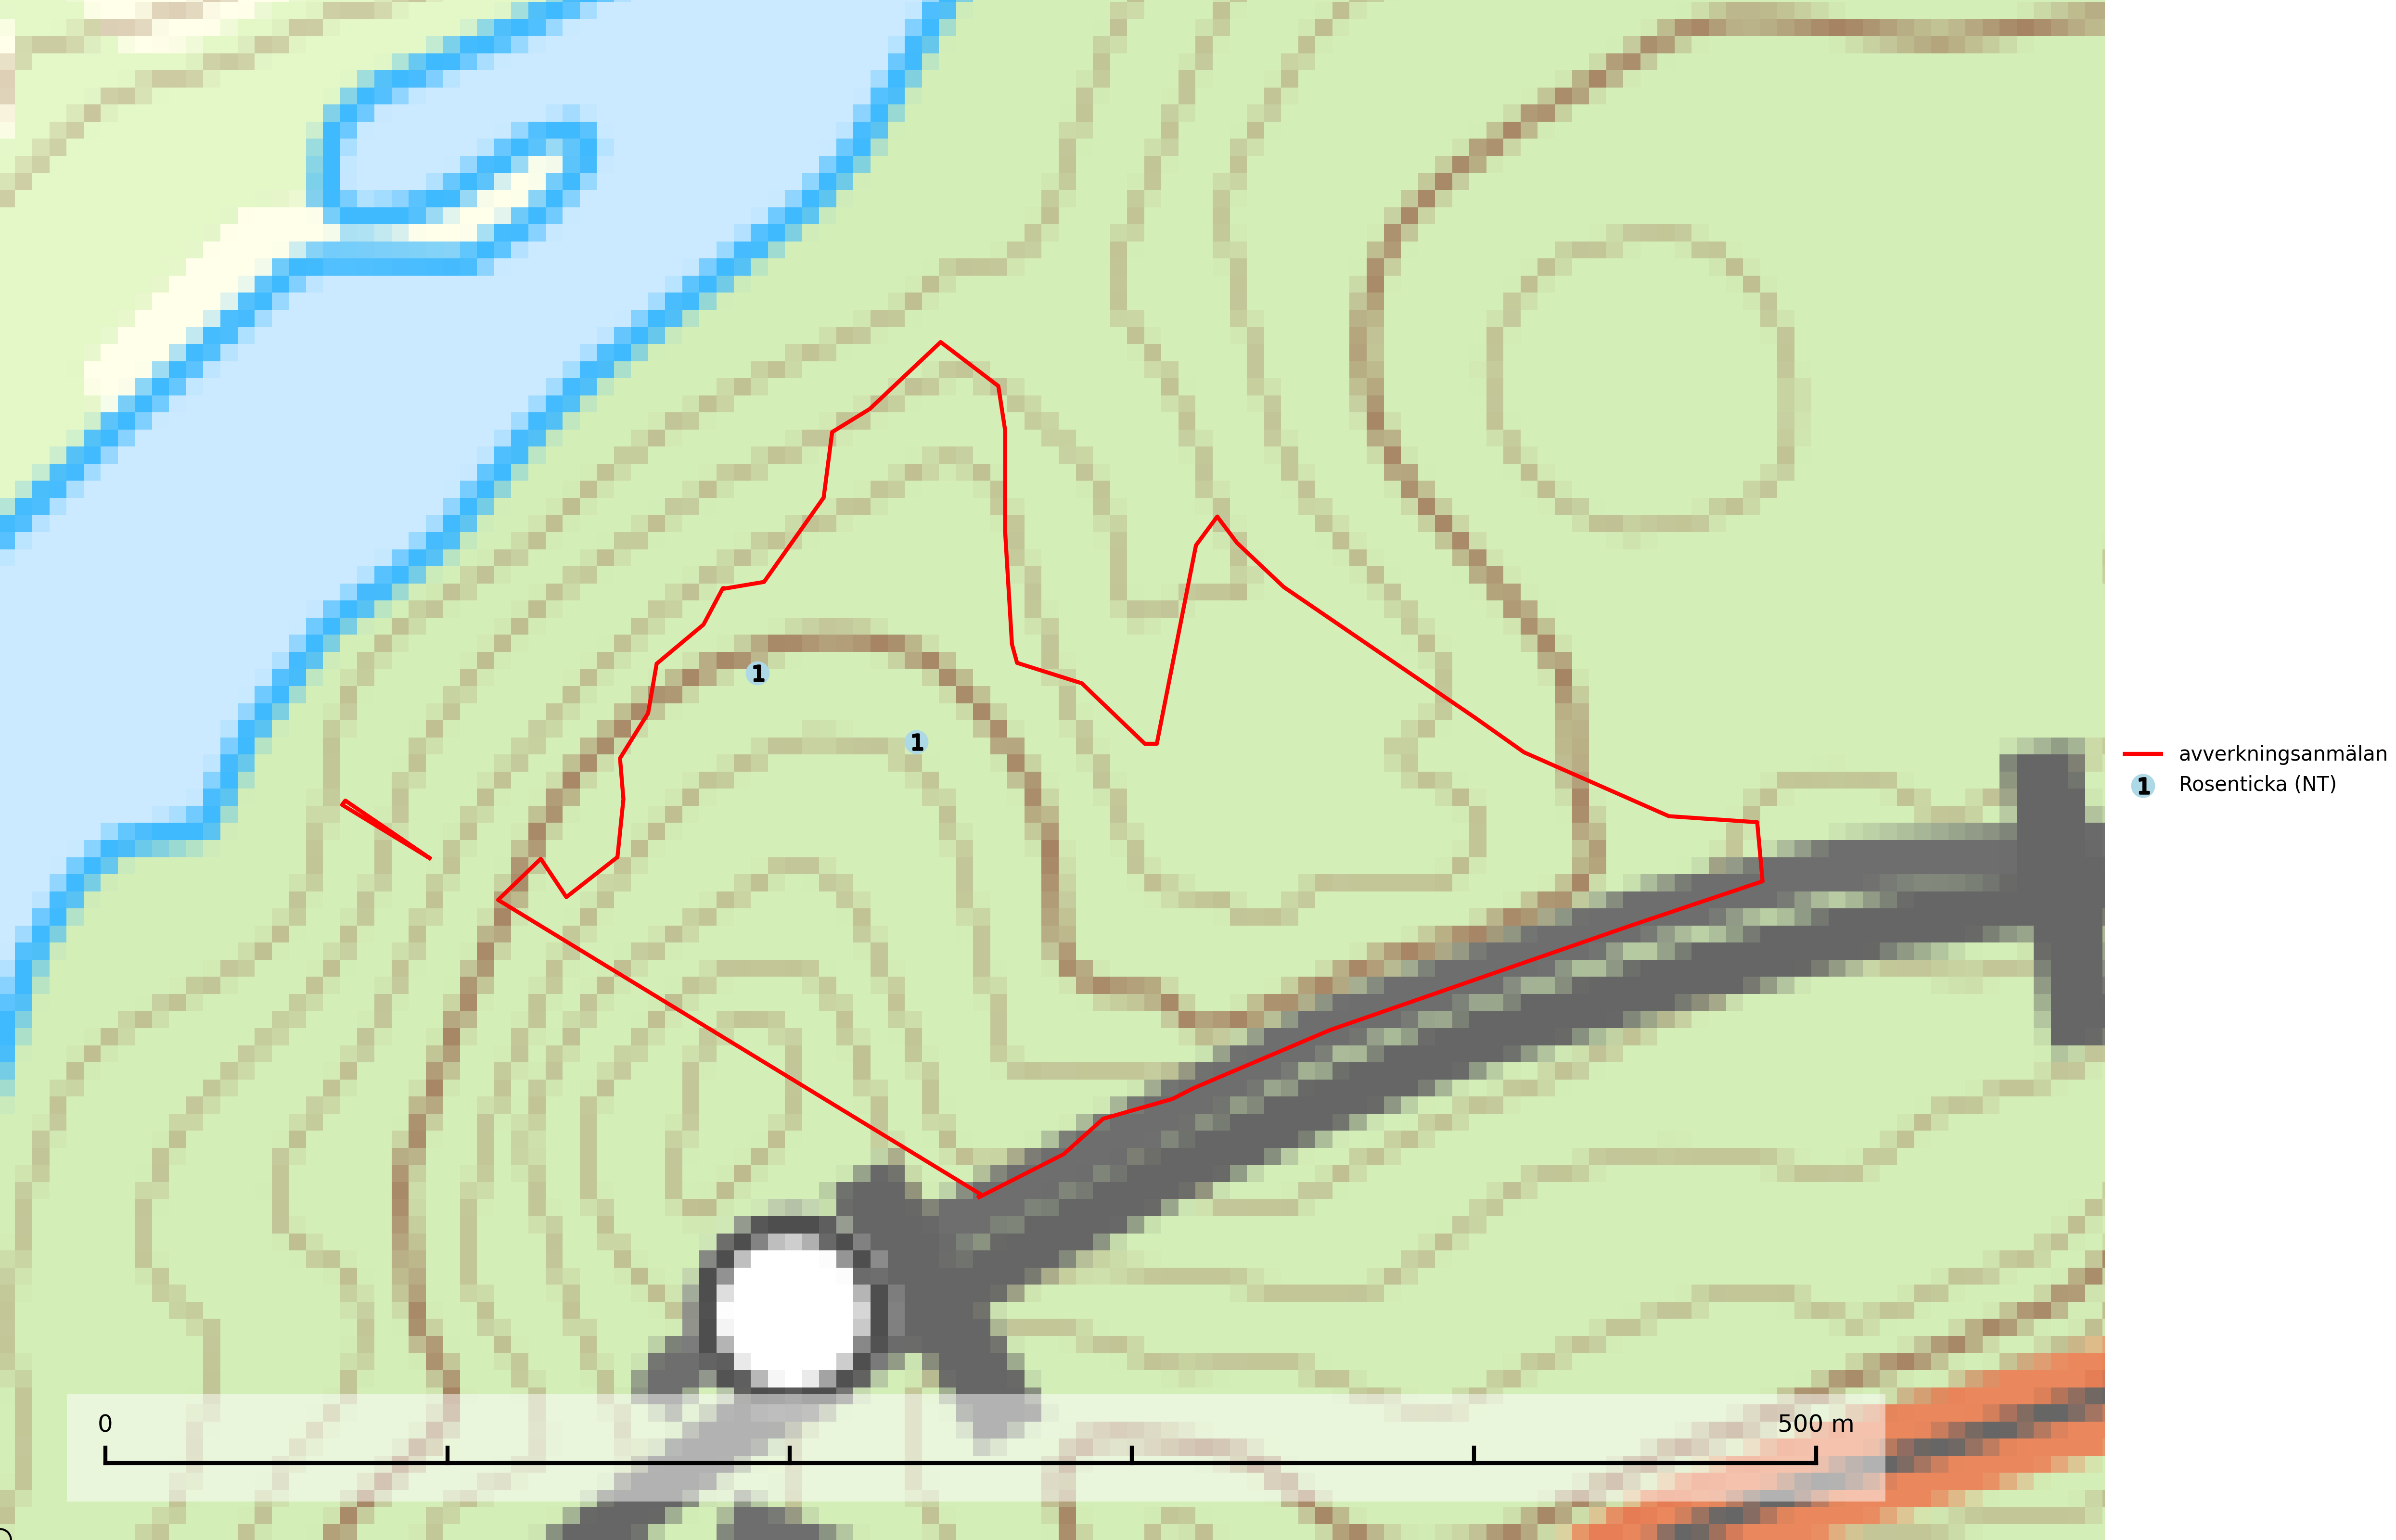 1
1
avverkningsanmälan
1 Rosenticka (NT)
0 500 m